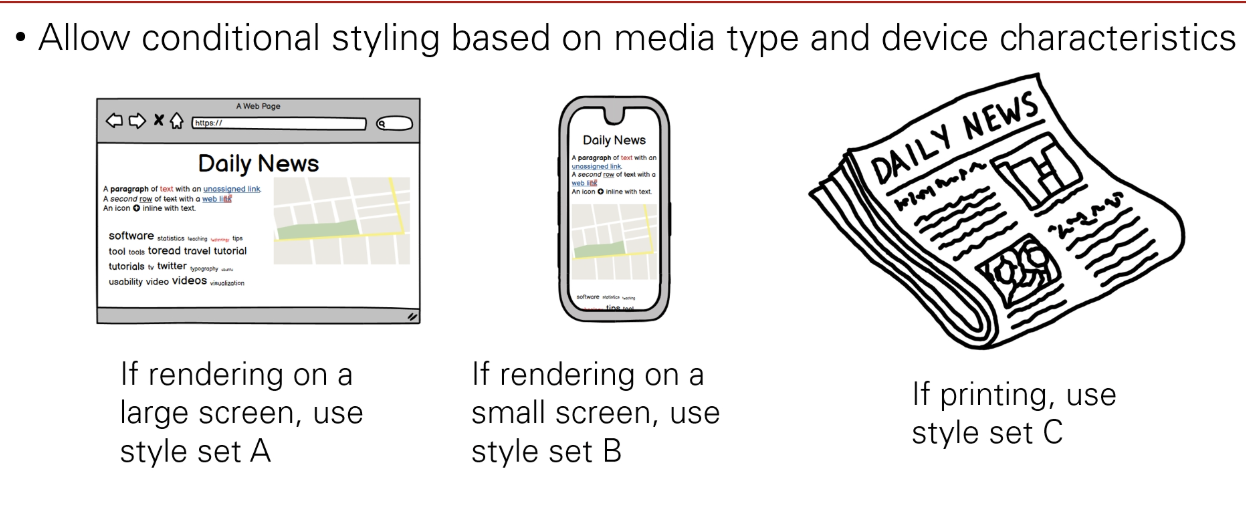 • Allow conditional styling based on media type and device characteristics
A Web Page
https://
Daily News
A paragraph of text with an unassigned link.
A second row of text with a web link
An icon inline with text.
software statistics teaching tips
tool tools toread travel tutorial
tutorials tv twitter typography
usability video videos visualization
Daily News
A paragraph of text with an
unassigned link.
A second row of text with a
web link
An icon inline with text.
software statistics teaching
tips tool
DAILY NEWS
If rendering on a
large screen, use
style set A
If rendering on a
small screen, use
style set B
If printing, use
style set C